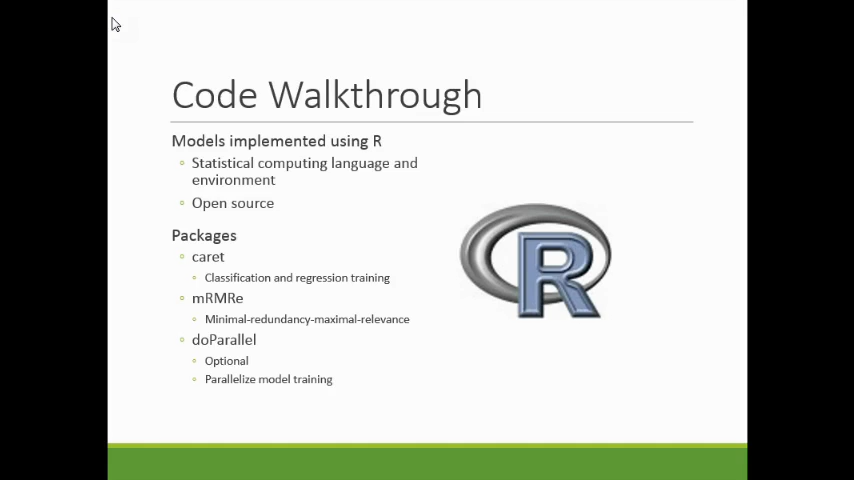 Code Walkthrough
Models implemented using R
Statistical computing language and
environment
Open source
Packages
caret
Classification and regression training
mRMRe
Minimal-redundancy-maximal-relevance
doParallel
Optional
Parallelize model training
R